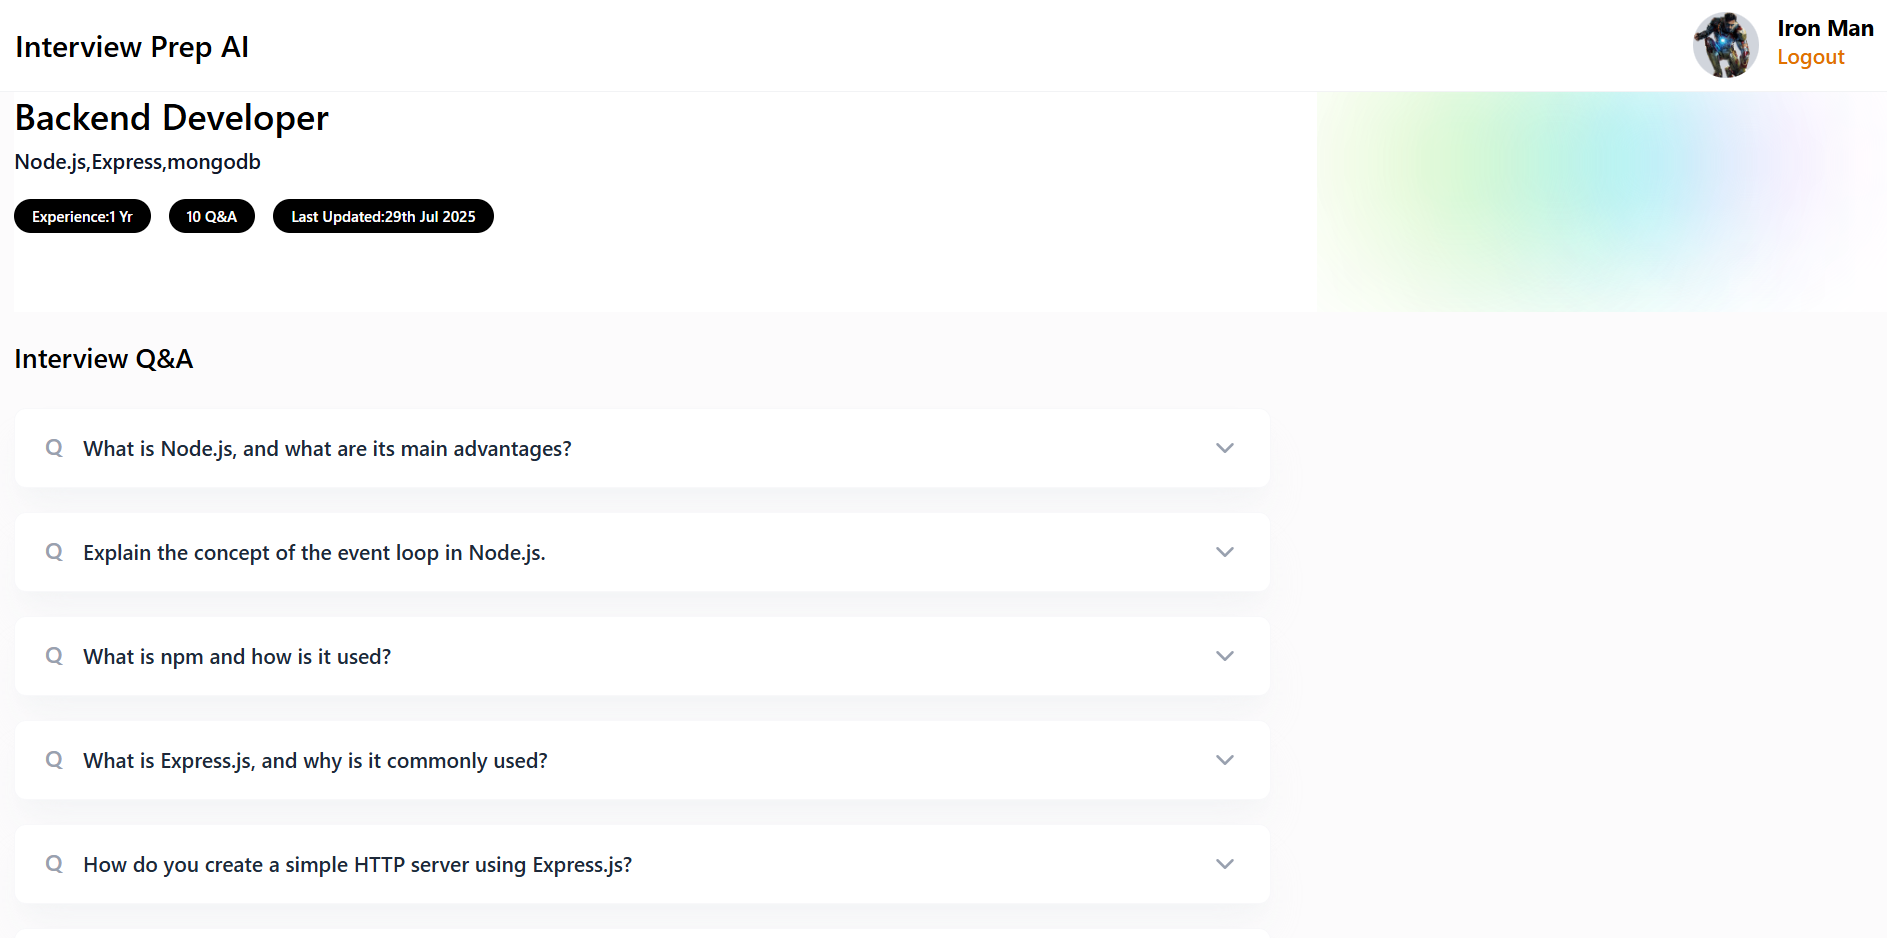 Interview Prep AI
Iron Man
Logout
Backend Developer
Node.js,Express,mongodb
Experience:1 Yr
10 Q&A
Last Updated:29th Jul 2025
Interview Q&A
Q What is Node.js, and what are its main advantages?
Q Explain the concept of the event loop in Node.js.
Q What is npm and how is it used?
Q What is Express.js, and why is it commonly used?
Q How do you create a simple HTTP server using Express.js?